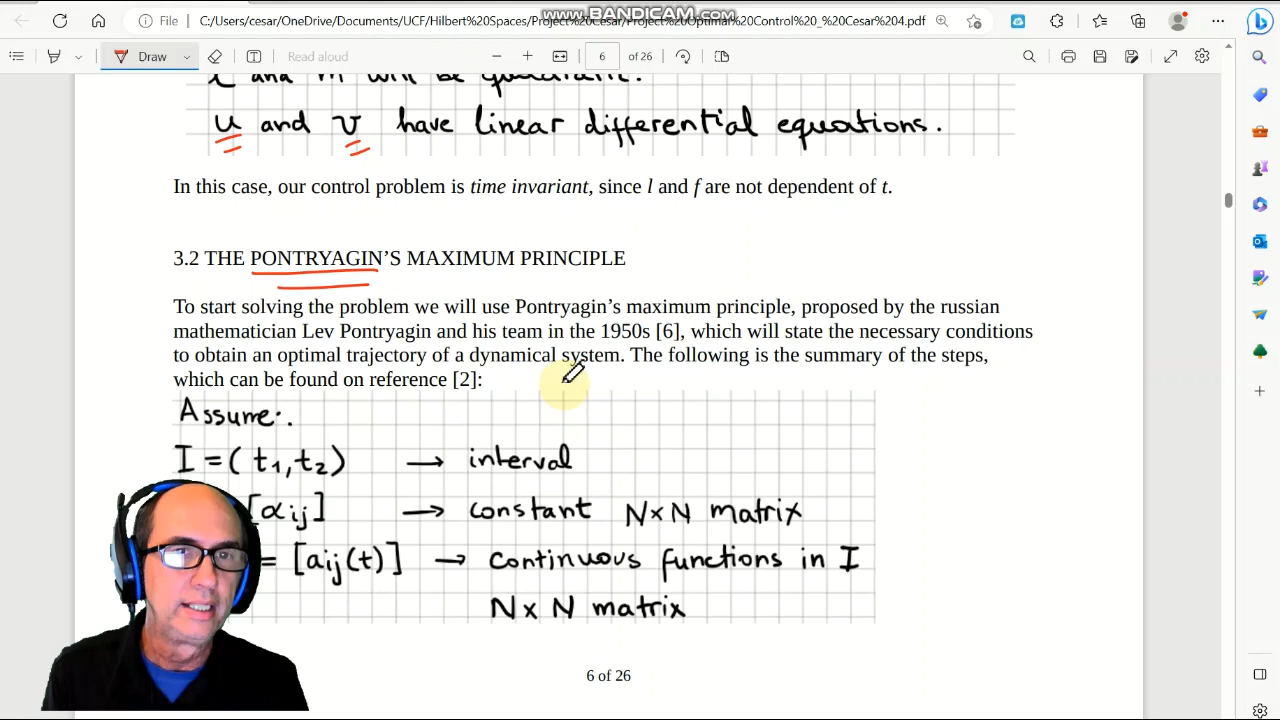 www.BANDICAM.com
File C:/Users/cesar/OneDrive/Documents/UCF/Hilbert%20Spaces/Project%20Cesar/Project%20Optimal%20Control%20_%20Cesar%204.pdf
Draw Read aloud 6 of 26
l and m will be quadratic.
u and v have linear differential equations.
In this case, our control problem is time invariant, since l and f are not dependent of t.
3.2 THE PONTRYAGIN'S MAXIMUM PRINCIPLE
To start solving the problem we will use Pontryagin's maximum principle, proposed by the russian
mathematician Lev Pontryagin and his team in the 1950s [6], which will state the necessary conditions
to obtain an optimal trajectory of a dynamical system. The following is the summary of the steps,
which can be found on reference [2]:
Assume:.
I = (t1, t2) → interval
[αij] → constant N×N matrix
= [aij(t)] → continuous functions in I
N×N matrix
6 of 26